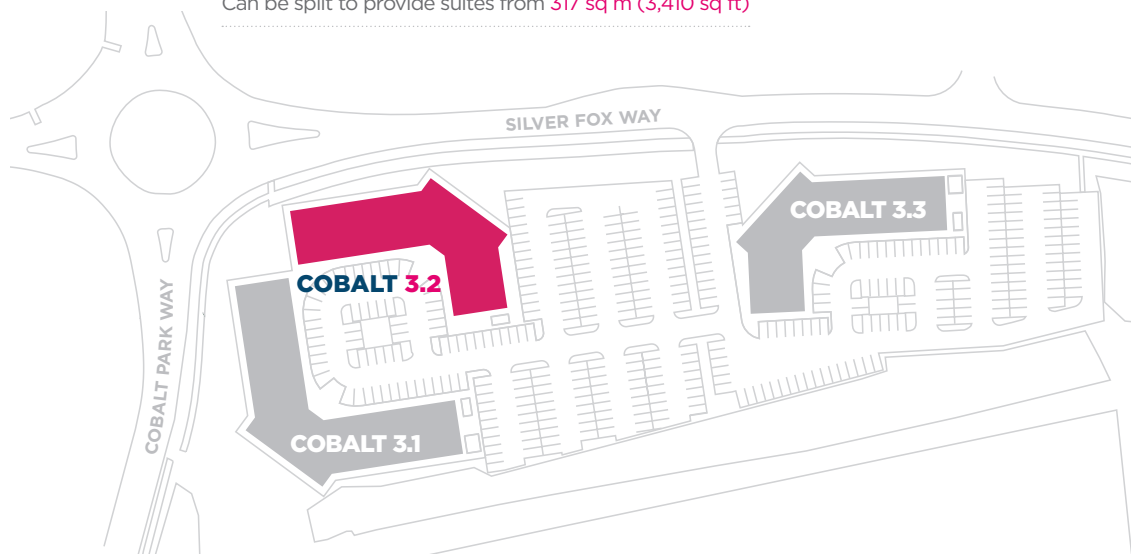 Can be split to provide suites from 317 sq m (3,410 sq ft)
SILVER FOX WAY
COBALT 3.3
COBALT 3.2
COBALT PARK WAY
COBALT 3.1